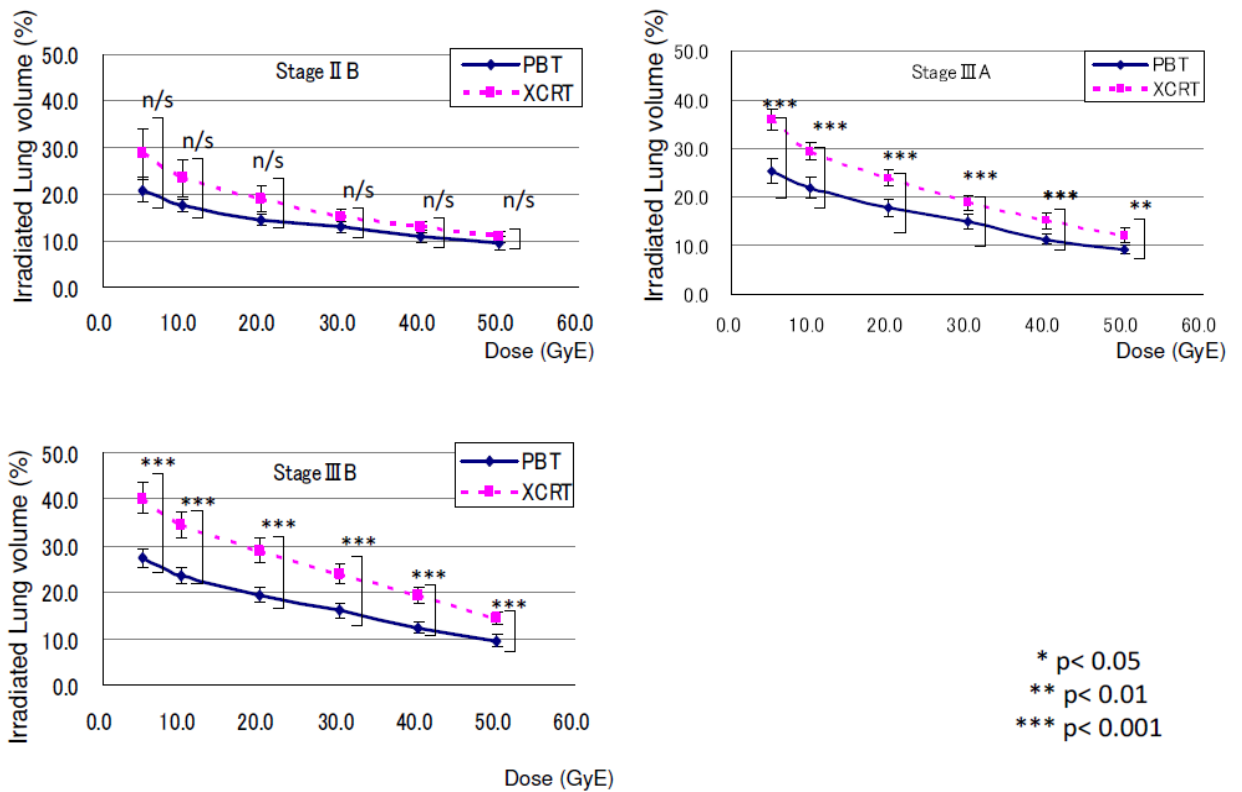 Irradiated Lung volume (%)
50.0
40.0
30.0
20.0
10.0
0.0
Stage Ⅱ B
PBT
XCRT
n/s
n/s
n/s
n/s
n/s
n/s
0.0 10.0 20.0 30.0 40.0 50.0 60.0
Dose (GyE)
Irradiated Lung volume (%)
50.0
40.0
30.0
20.0
10.0
0.0
Stage ⅢA
PBT
XCRT
***
***
***
***
***
**
0.0 10.0 20.0 30.0 40.0 50.0 60.0
Dose (GyE)
Irradiated Lung volume (%)
50.0
40.0
30.0
20.0
10.0
0.0
Stage Ⅲ B
PBT
XCRT
***
***
***
***
***
***
0.0 10.0 20.0 30.0 40.0 50.0 60.0
Dose (GyE)
* p< 0.05
** p< 0.01
*** p< 0.001